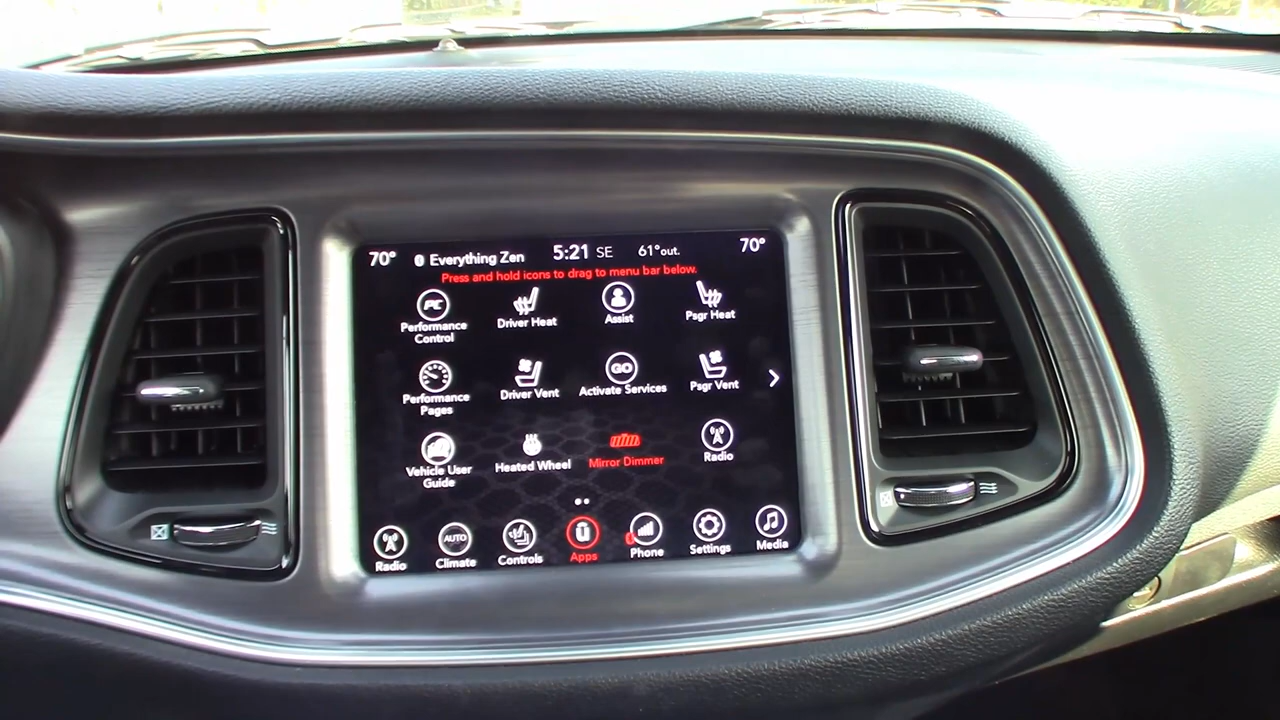 70° Everything Zen 5:21 SE 61°out. 70°
Press and hold icons to drag to menu bar below.
PC
Performance Control
Driver Heat
Assist
Psgr Heat
Performance Pages
Driver Vent
GO
Activate Services
Psgr Vent
Vehicle User Guide
Heated Wheel
Mirror Dimmer
Radio
Radio
AUTO
Climate
Controls
Apps
Phone
Settings
Media